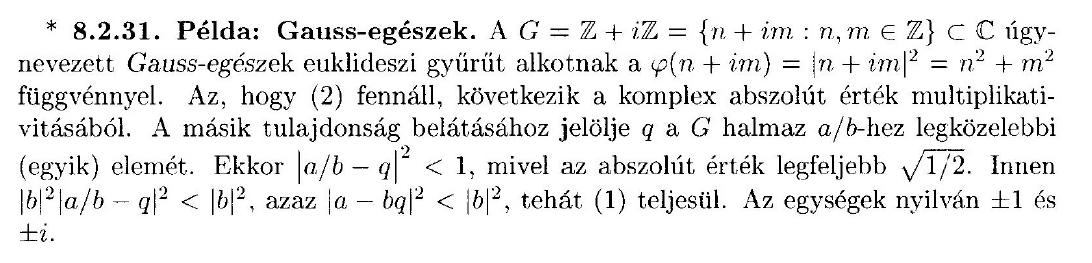 * 8.2.31. Példa: Gauss-egészek. A G = ℤ + iℤ = {n + im : n, m ∈ ℤ} ⊂ ℂ úgy-
nevezett Gauss-egészek euklideszi gyűrűt alkotnak a φ(n + im) = |n + im|² = n² + m²
függvénnyel. Az, hogy (2) fennáll, következik a komplex abszolút érték multiplikati-
vitásából. A másik tulajdonság belátásához jelölje q a G halmaz a/b-hez legközelebbi
(egyik) elemét. Ekkor |a/b − q|² < 1, mivel az abszolút érték legfeljebb √1/2. Innen
|b|²|a/b − q|² < |b|², azaz |a − bq|² < |b|², tehát (1) teljesül. Az egységek nyilván ±1 és
±i.